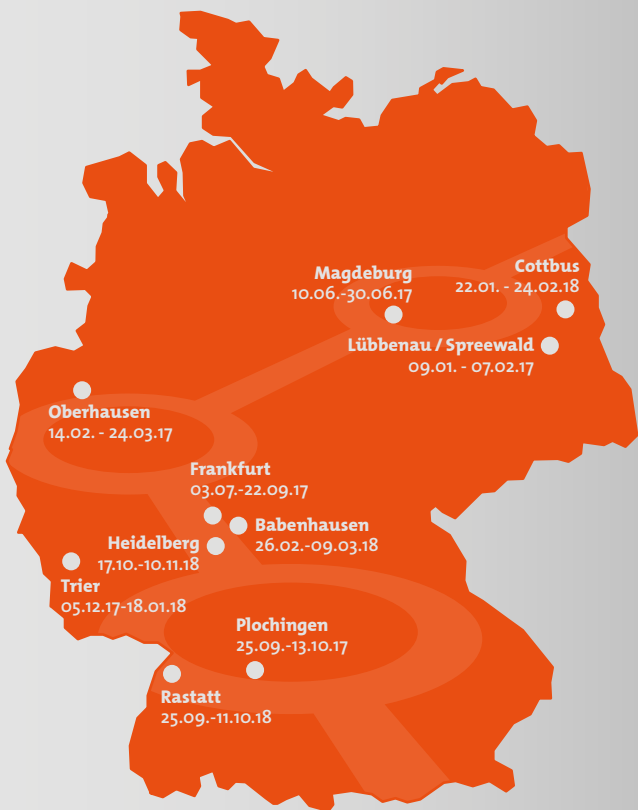 Cottbus
22.01. - 24.02.18
Magdeburg
10.06.-30.06.17
Lübbenau / Spreewald
09.01. - 07.02.17
Oberhausen
14.02. - 24.03.17
Frankfurt
03.07.-22.09.17
Babenhausen
26.02.-09.03.18
Heidelberg
17.10.-10.11.18
Trier
05.12.17-18.01.18
Plochingen
25.09.-13.10.17
Rastatt
25.09.-11.10.18